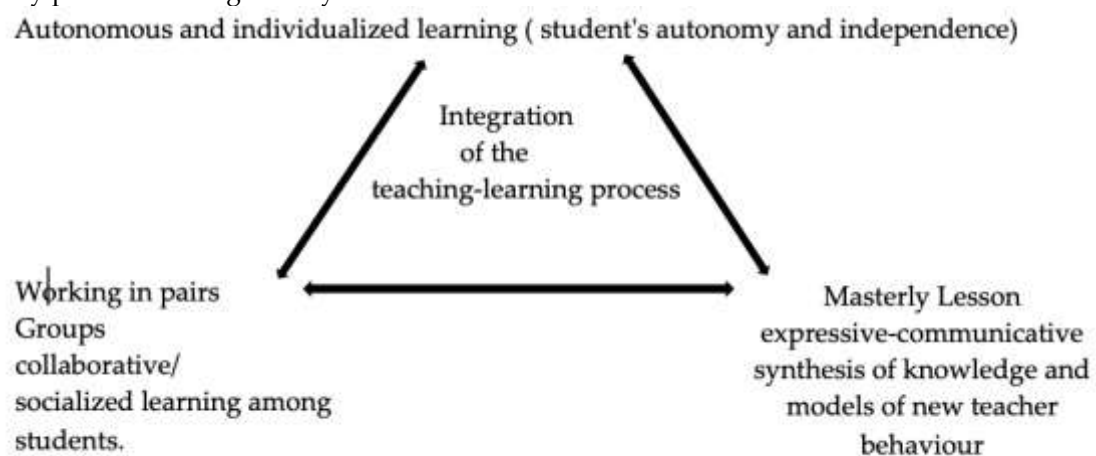 Autonomous and individualized learning ( student's autonomy and independence)
Integration
of the
teaching-learning process
Working in pairs
Groups
collaborative/
socialized learning among
students.
Masterly Lesson
expressive-communicative
synthesis of knowledge and
models of new teacher
behaviour